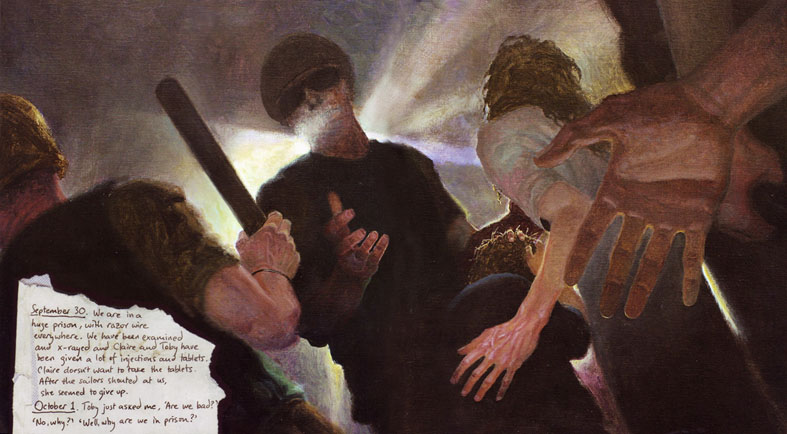 September 30. We are in a
huge prison, with razor wire
everywhere. We have been examined
and x-rayed and Claire and Toby have
been given a lot of injections and tablets.
Claire doesn't want to take the tablets.
After the sailors shouted at us,
she seemed to give up.
October 1. Toby just asked me, 'Are we bad?'
'No, why?' 'Well, why are we in prison?'